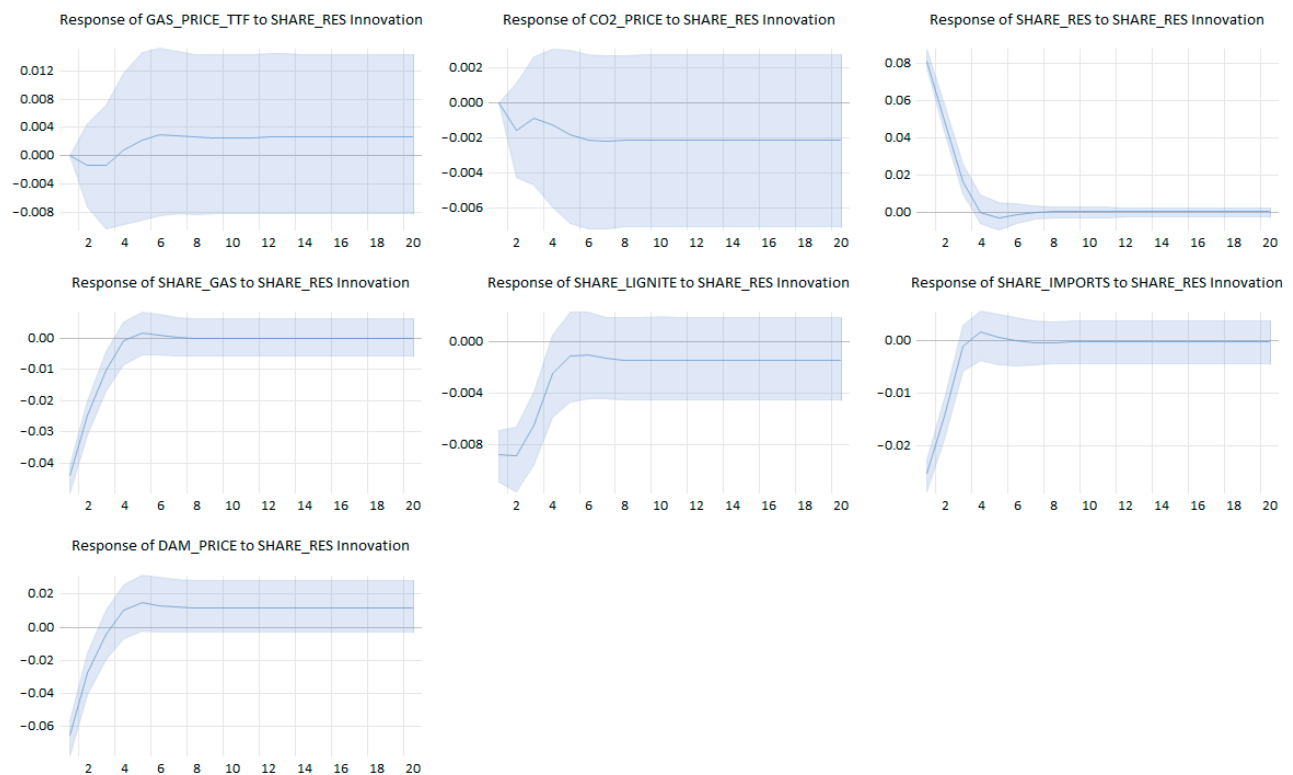 Response of GAS_PRICE_TTF to SHARE_RES Innovation
0.012
0.008
0.004
0.000
−0.004
−0.008
2 4 6 8 10 12 14 16 18 20
Response of CO2_PRICE to SHARE_RES Innovation
0.002
0.000
−0.002
−0.004
−0.006
2 4 6 8 10 12 14 16 18 20
Response of SHARE_RES to SHARE_RES Innovation
0.08
0.06
0.04
0.02
0.00
2 4 6 8 10 12 14 16 18 20
Response of SHARE_GAS to SHARE_RES Innovation
0.00
−0.01
−0.02
−0.03
−0.04
2 4 6 8 10 12 14 16 18 20
Response of SHARE_LIGNITE to SHARE_RES Innovation
0.000
−0.004
−0.008
2 4 6 8 10 12 14 16 18 20
Response of SHARE_IMPORTS to SHARE_RES Innovation
0.00
−0.01
−0.02
2 4 6 8 10 12 14 16 18 20
Response of DAM_PRICE to SHARE_RES Innovation
0.02
0.00
−0.02
−0.04
−0.06
2 4 6 8 10 12 14 16 18 20